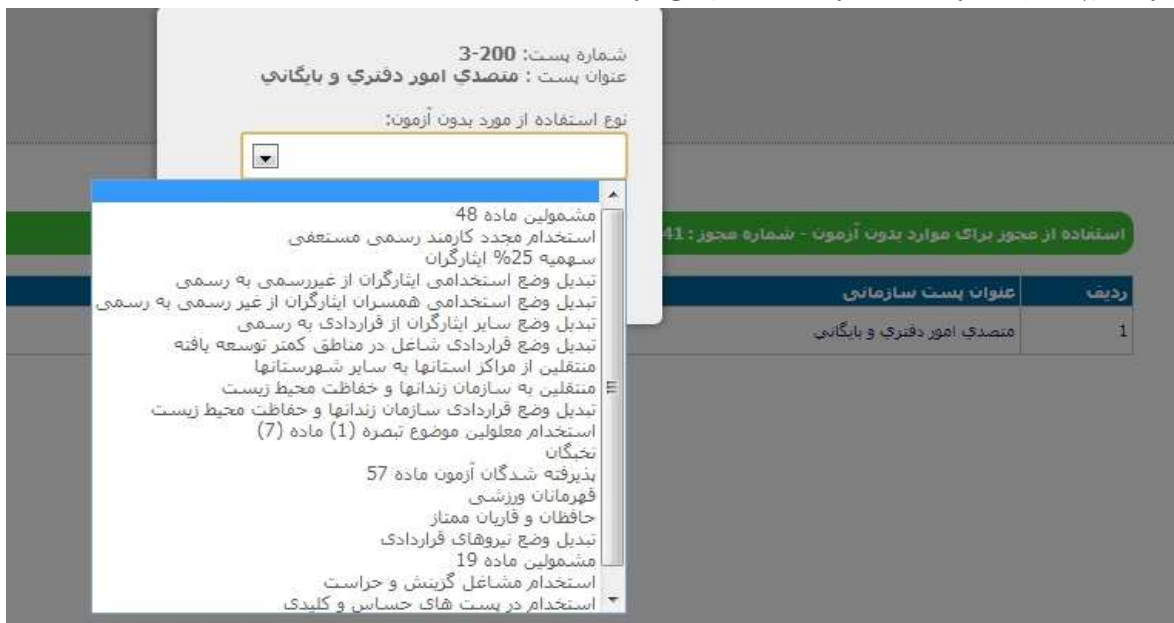 شماره پست: 200-3
عنوان پست : متصدي امور دفتري و بايگاني
نوع استفاده از مورد بدون آزمون:
مشمولین ماده 48
استخدام مجدد کارمند رسمی مستعفی
سهمیه 25% ایثارگران
تبدیل وضع استخدامی ایثارگران از غیررسمی به رسمی
تبدیل وضع استخدامی همسران ایثارگران از غیر رسمی به رسمی
تبدیل وضع سایر ایثارگران از قراردادی به رسمی
تبدیل وضع قراردادی شاغل در مناطق کمتر توسعه یافته
منتقلین از مراکز استانها به سایر شهرستانها
منتقلین به سازمان زندانها و خفاظت محیط زیست
تبدیل وضع قراردادی سازمان زندانها و حفاظت محیط زیست
استخدام معلولین موضوع تبصره (1) ماده (7)
نخبگان
پذیرفته شدگان آزمون ماده 57
قهرمانان ورزشی
حافظان و قاریان ممتاز
تبدیل وضع نیروهای قراردادی
مشمولین ماده 19
استخدام مشاغل گزینش و حراست
استخدام در پست های حساس و کلیدی
استفاده از مجوز برای موارد بدون آزمون - شماره مجوز : 41
ردیف عنوان پست سازمانی
1 متصدي امور دفتري و بايگاني